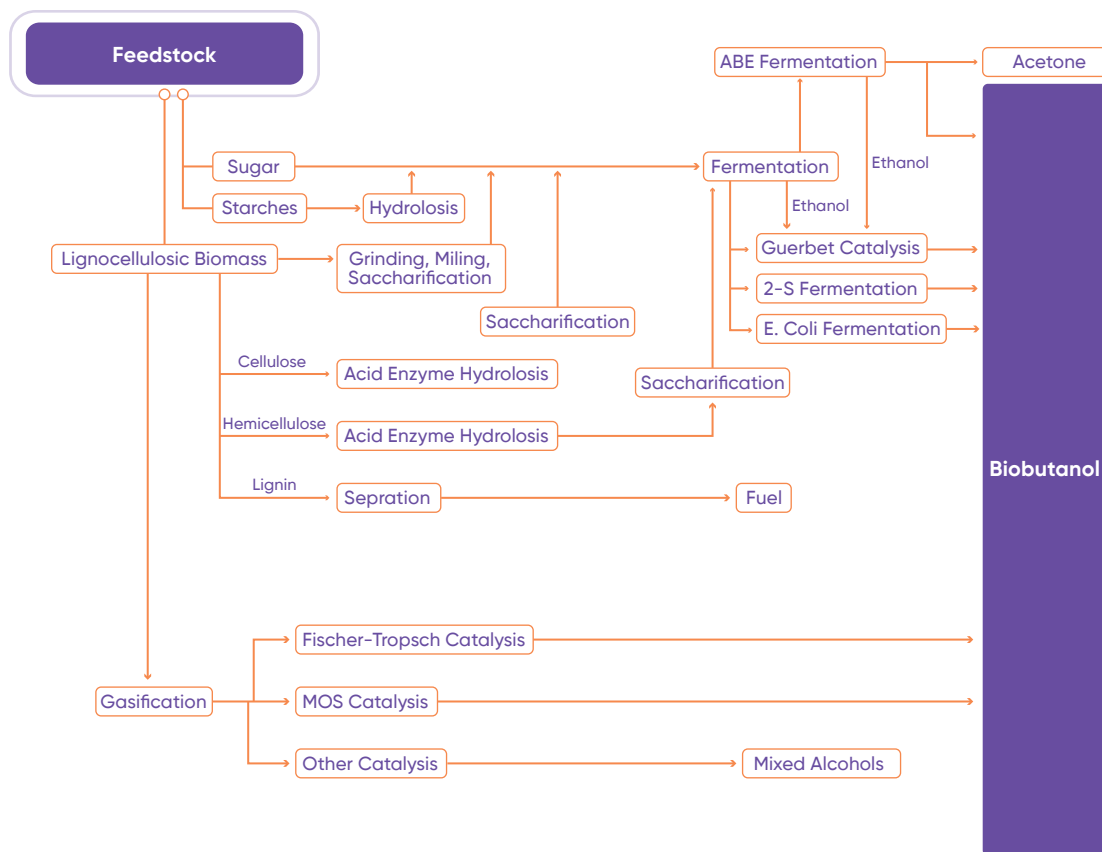 Feedstock
ABE Fermentation
Acetone
Sugar
Fermentation
Ethanol
Starches
Hydrolosis
Ethanol
Lignocellulosic Biomass
Grinding, Miling,
Saccharification
Guerbet Catalysis
2-S Fermentation
Saccharification
E. Coli Fermentation
Cellulose
Acid Enzyme Hydrolosis
Saccharification
Hemicellulose
Acid Enzyme Hydrolosis
Biobutanol
Lignin
Sepration
Fuel
Fischer-Tropsch Catalysis
Gasification
MOS Catalysis
Other Catalysis
Mixed Alcohols